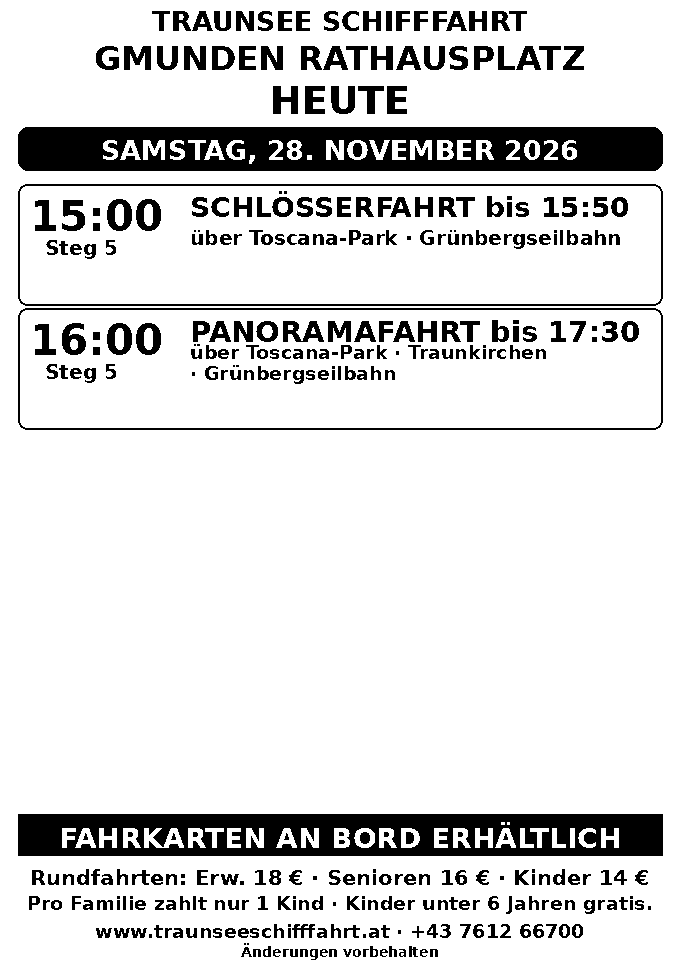 TRAUNSEE SCHIFFFAHRT
GMUNDEN RATHAUSPLATZ
HEUTE
SAMSTAG, 28. NOVEMBER 2026
15:00
Steg 5
SCHLÖSSERFAHRT bis 15:50
über Toscana-Park · Grünbergseilbahn
16:00
Steg 5
PANORAMAFAHRT bis 17:30
über Toscana-Park · Traunkirchen
· Grünbergseilbahn
FAHRKARTEN AN BORD ERHÄLTLICH
Rundfahrten: Erw. 18 € · Senioren 16 € · Kinder 14 €
Pro Familie zahlt nur 1 Kind · Kinder unter 6 Jahren gratis.
www.traunseeschifffahrt.at · +43 7612 66700
Änderungen vorbehalten